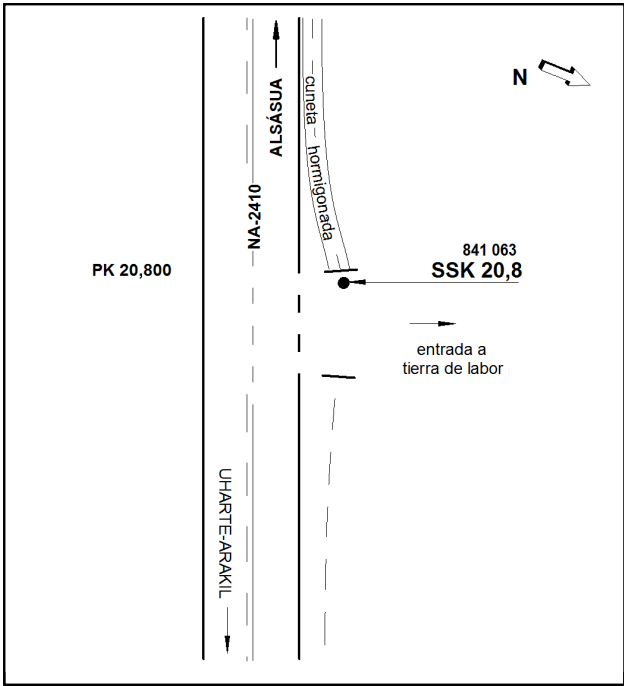 N
ALSÁSUA
cuneta - hormigonada
NA-2410
841 063
SSK 20,8
PK 20,800
entrada a
tierra de labor
UHARTE-ARAKIL